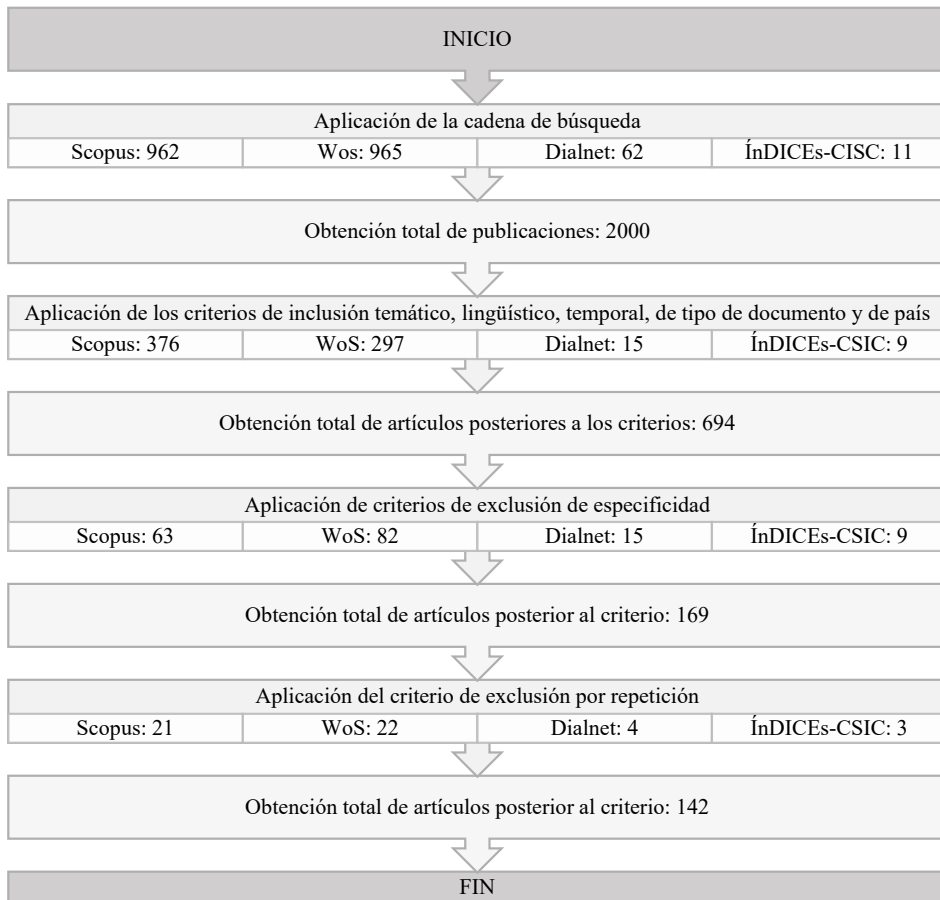 INICIO
Aplicación de la cadena de búsqueda
Scopus: 962 Wos: 965 Dialnet: 62 ÍnDICEs-CISC: 11
Obtención total de publicaciones: 2000
Aplicación de los criterios de inclusión temático, lingüístico, temporal, de tipo de documento y de país
Scopus: 376 WoS: 297 Dialnet: 15 ÍnDICEs-CSIC: 9
Obtención total de artículos posteriores a los criterios: 694
Aplicación de criterios de exclusión de especificidad
Scopus: 63 WoS: 82 Dialnet: 15 ÍnDICEs-CSIC: 9
Obtención total de artículos posterior al criterio: 169
Aplicación del criterio de exclusión por repetición
Scopus: 21 WoS: 22 Dialnet: 4 ÍnDICEs-CSIC: 3
Obtención total de artículos posterior al criterio: 142
FIN